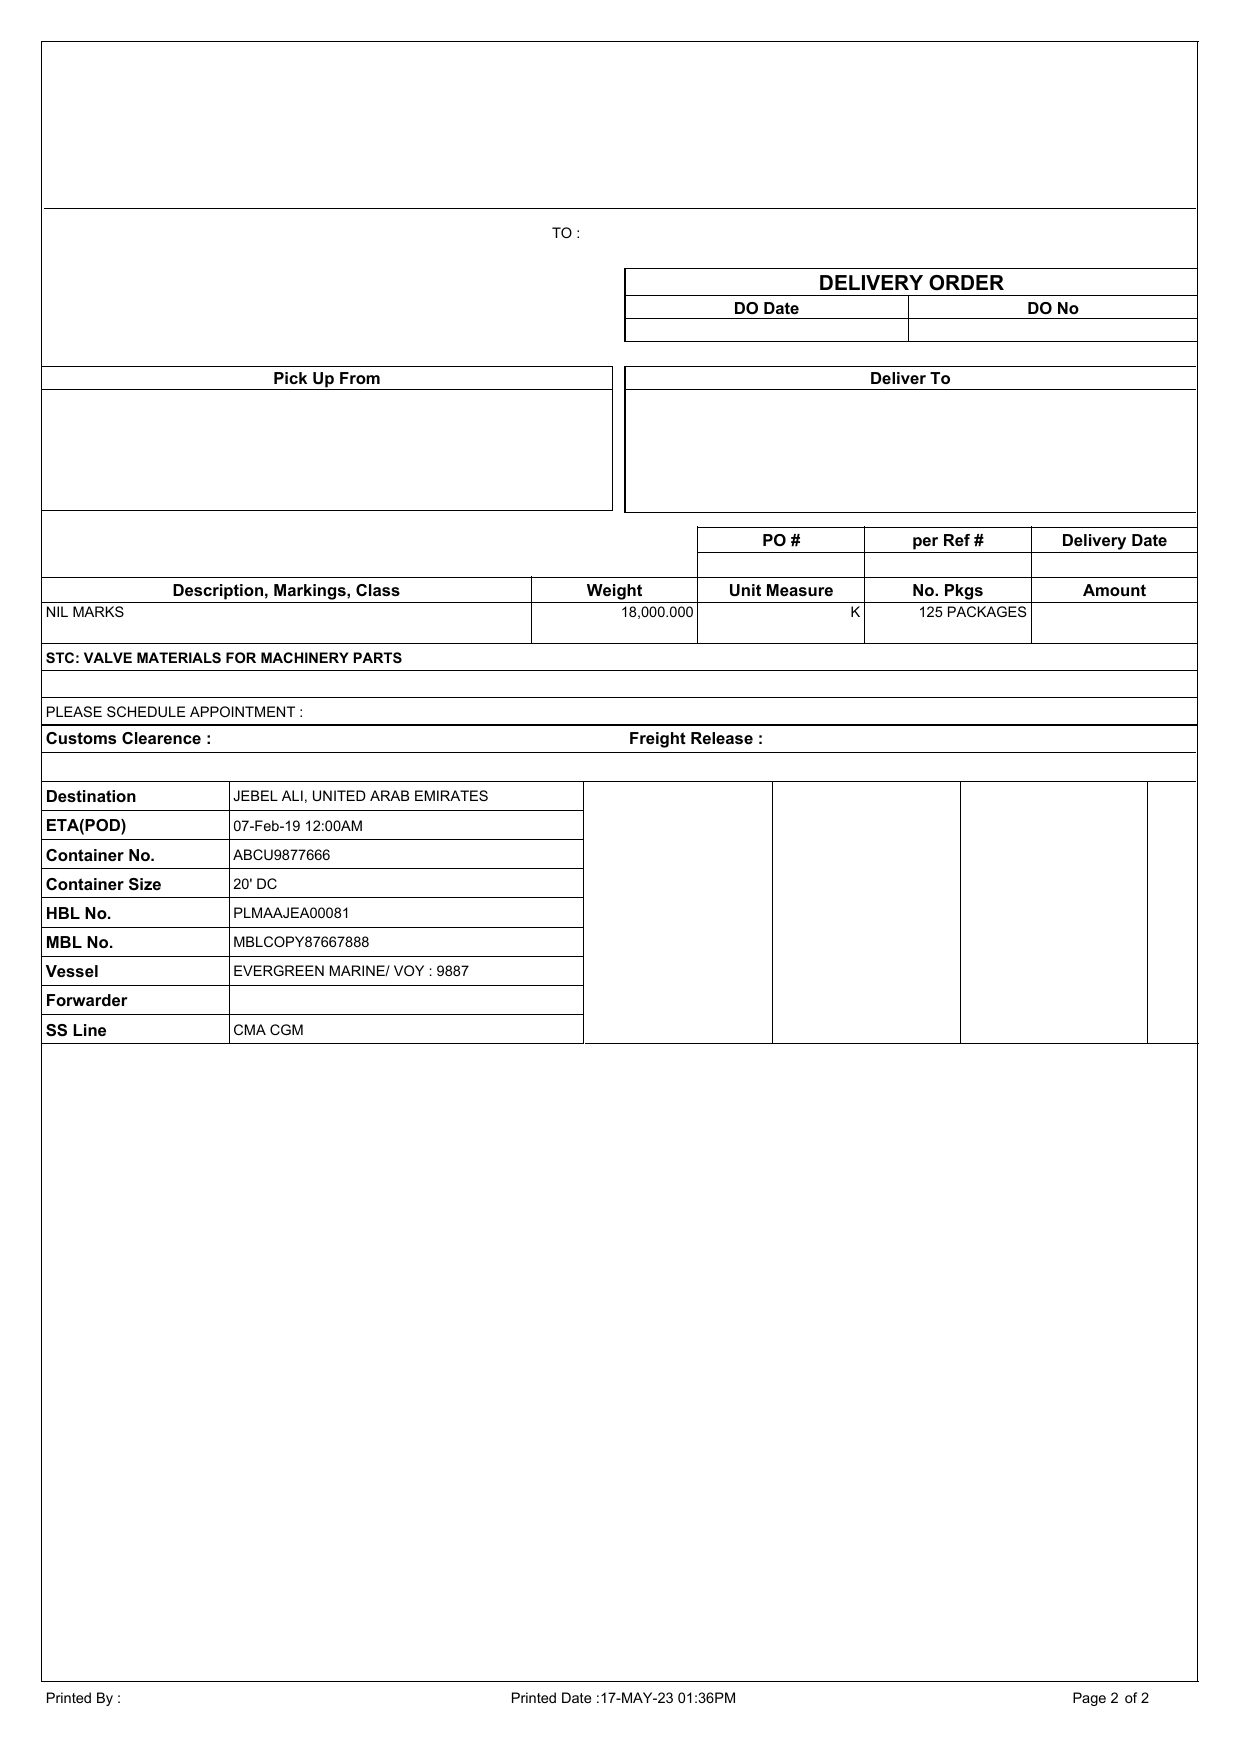 TO :
DELIVERY ORDER
DO Date DO No
Pick Up From Deliver To
PO # per Ref # Delivery Date
Description, Markings, Class Weight Unit Measure No. Pkgs Amount
NIL MARKS 18,000.000 K 125 PACKAGES
STC: VALVE MATERIALS FOR MACHINERY PARTS
PLEASE SCHEDULE APPOINTMENT :
Customs Clearence : Freight Release :
Destination JEBEL ALI, UNITED ARAB EMIRATES
ETA(POD) 07-Feb-19 12:00AM
Container No. ABCU9877666
Container Size 20' DC
HBL No. PLMAAJEA00081
MBL No. MBLCOPY87667888
Vessel EVERGREEN MARINE/ VOY : 9887
Forwarder
SS Line CMA CGM
Printed By : Printed Date :17-MAY-23 01:36PM Page 2 of 2